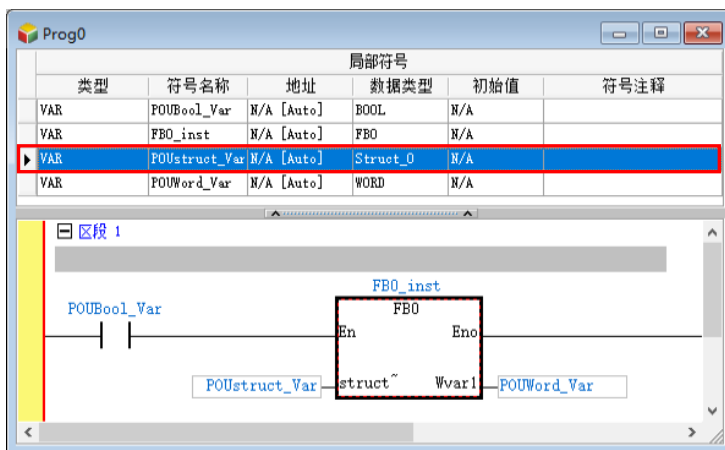 Prog0
局部符号
类型 符号名称 地址 数据类型 初始值 符号注释
VAR POUBool_Var N/A [Auto] BOOL N/A
VAR FB0_inst N/A [Auto] FB0 N/A
VAR POUstruct_Var N/A [Auto] Struct_0 N/A
VAR POUWord_Var N/A [Auto] WORD N/A
区段 1
FB0_inst
POUBool_Var FB0
En Eno
POUstruct_Var struct~ Wvar1 POUWord_Var